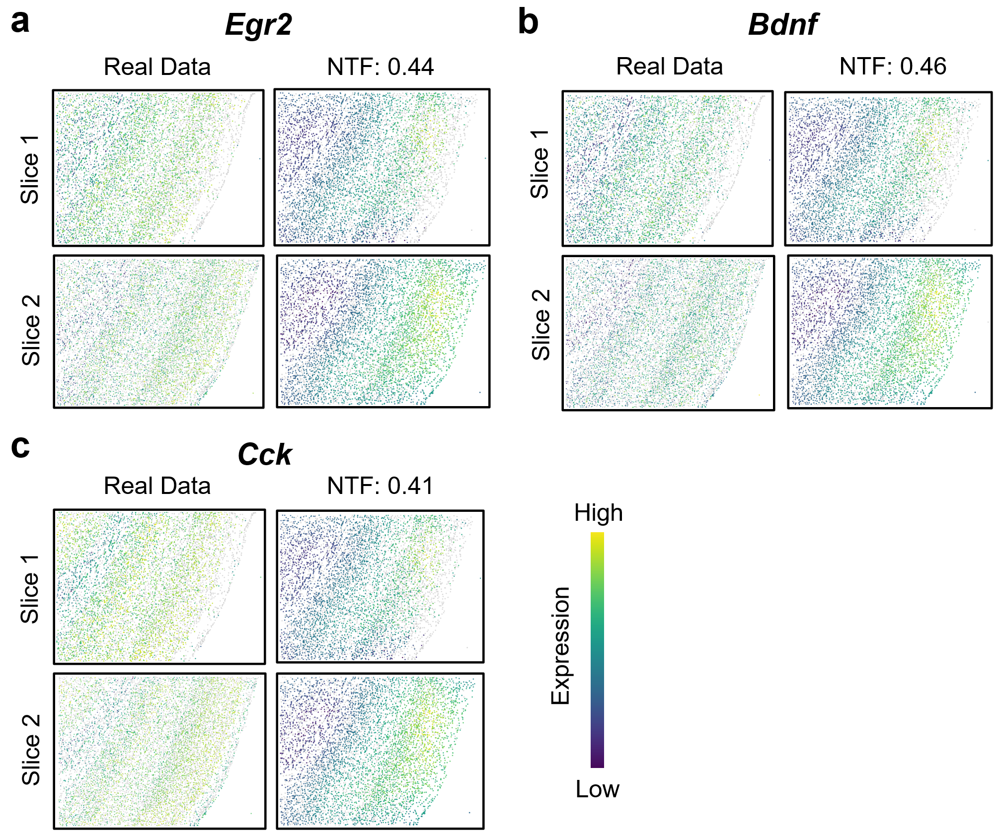 a
Egr2
Real Data
NTF: 0.44
Slice 1
Slice 2
b
Bdnf
Real Data
NTF: 0.46
Slice 1
Slice 2
c
Cck
Real Data
NTF: 0.41
Slice 1
Slice 2
High
Expression
Low